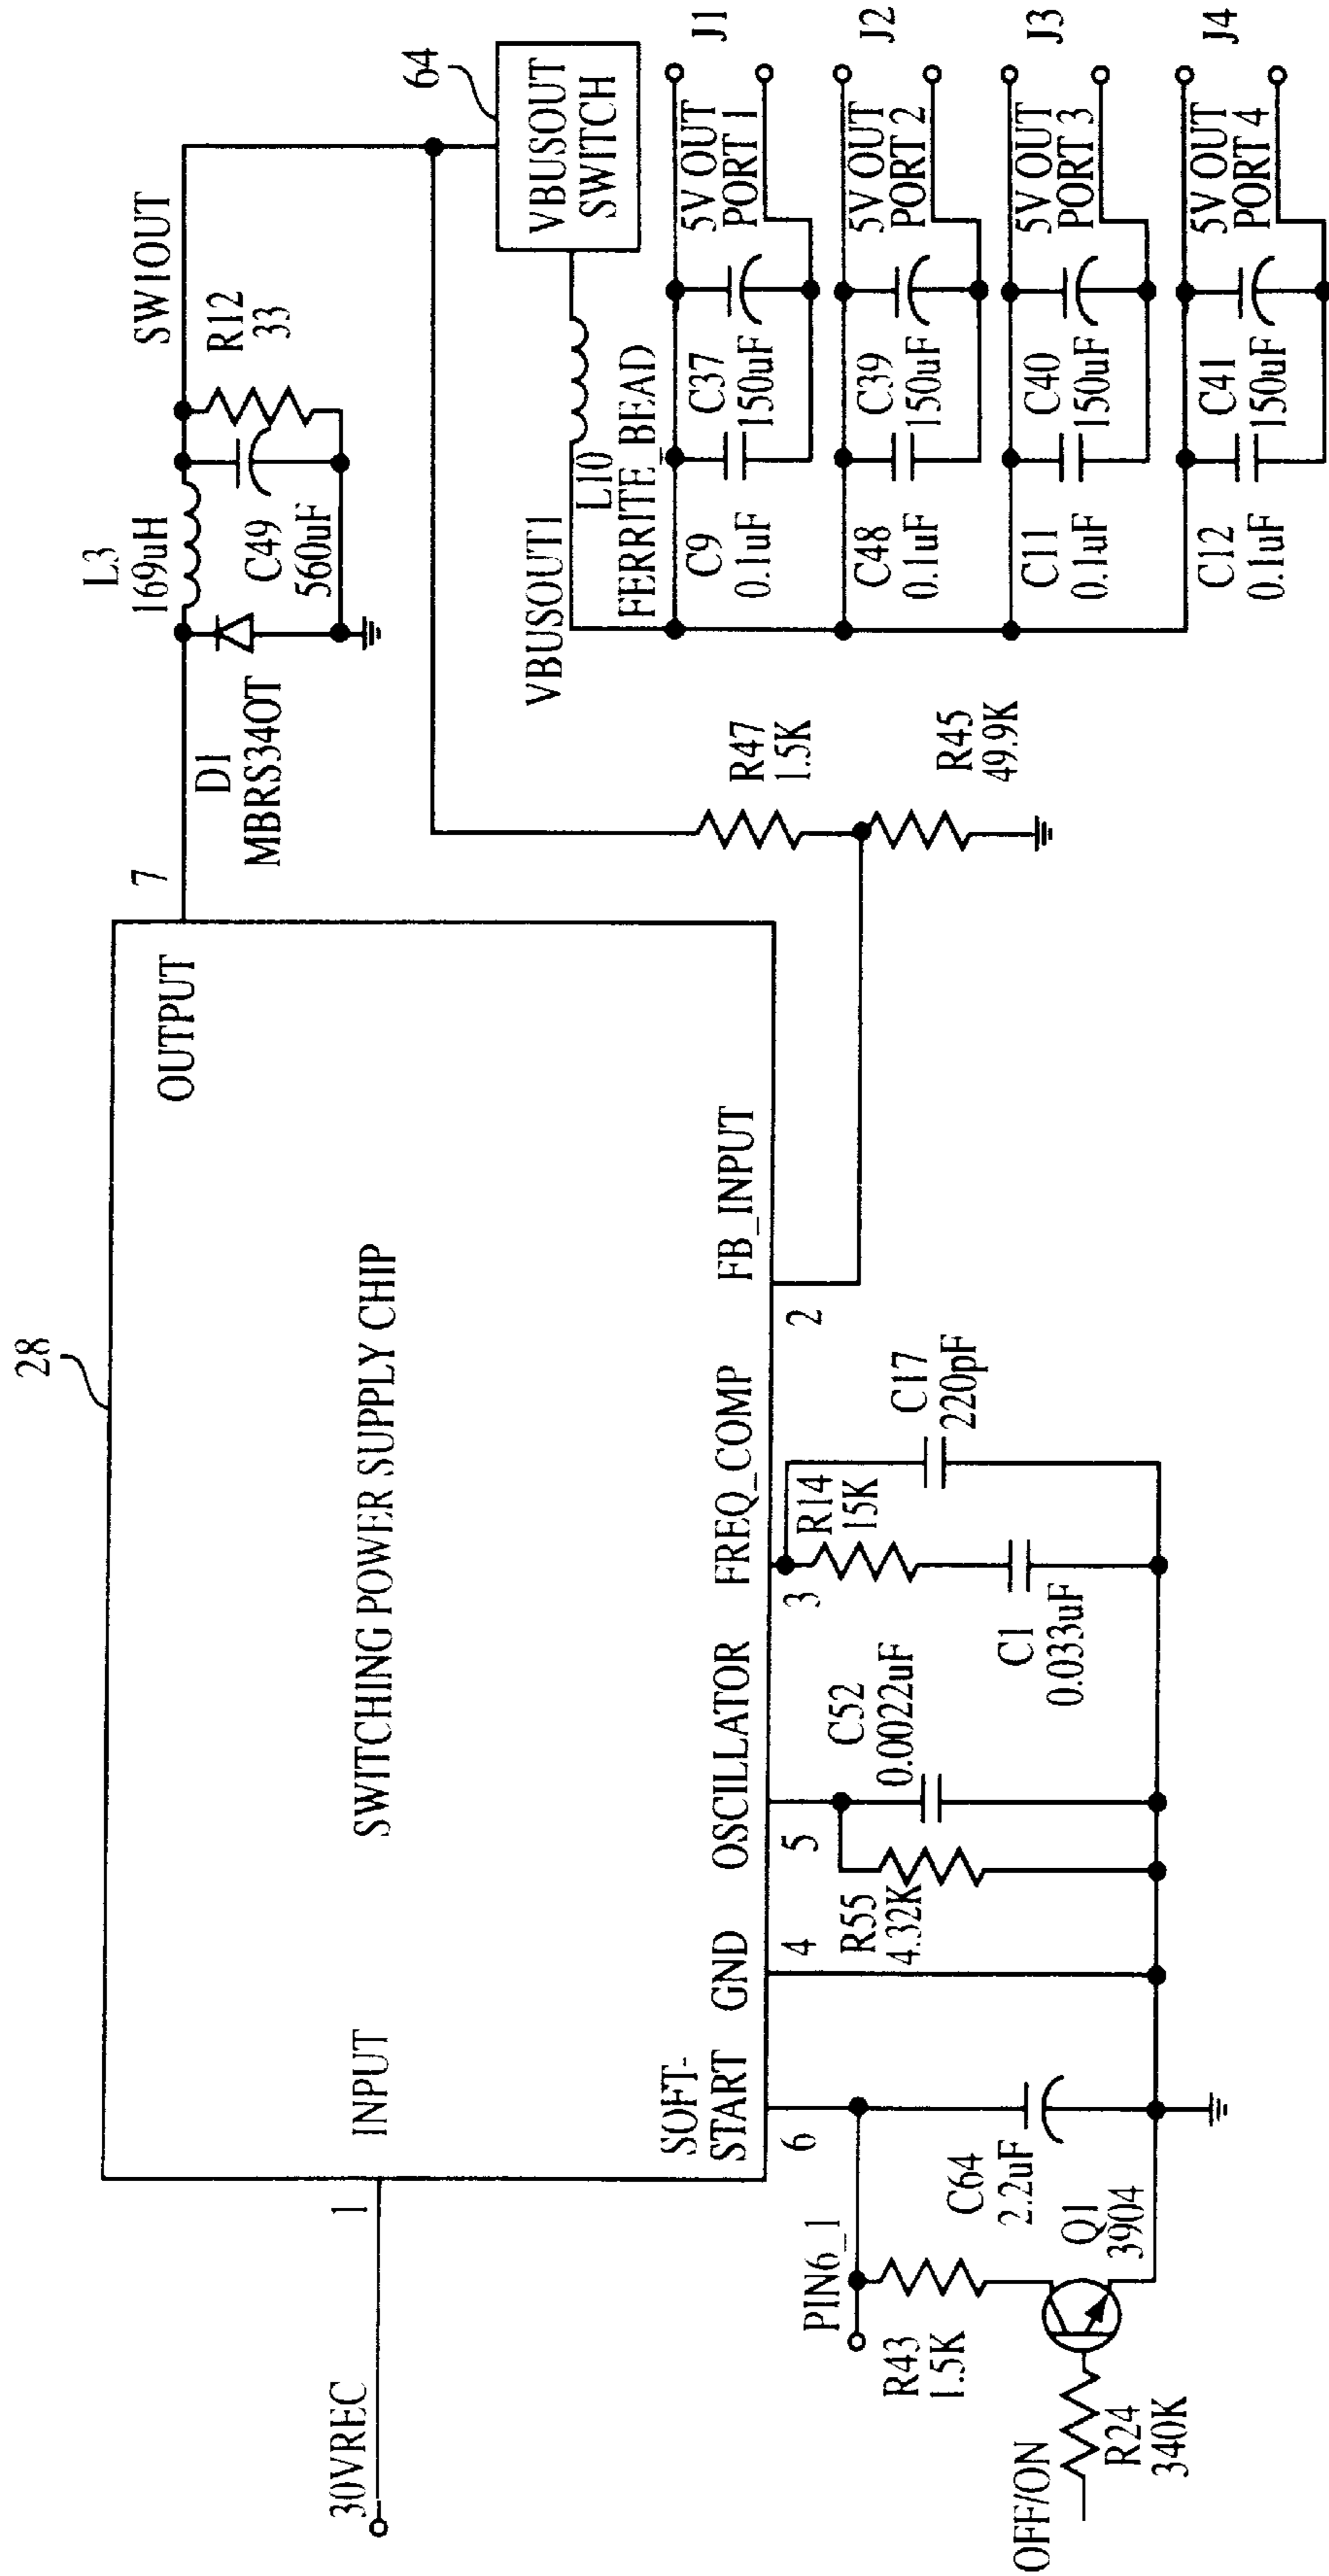 28
SWITCHING POWER SUPPLY CHIP
INPUT
OUTPUT
SOFT-
START
GND
OSCILLATOR
FREQ_COMP
FB_INPUT
30VREC
1
7
6
4
5
3
2
D1
MBRS340T
L3
169uH
C49
560uF
R12
33
SW1OUT
64
VBUSOUT
SWITCH
VBUSOUT1
L10
FERRITE_BEAD
R47
1.5K
R45
49.9K
C9
0.1uF
C37
150uF
5V OUT
PORT 1
J1
C48
0.1uF
C39
150uF
5V OUT
PORT 2
J2
C11
0.1uF
C40
150uF
5V OUT
PORT 3
J3
C12
0.1uF
C41
150uF
5V OUT
PORT 4
J4
PIN6_1
R43
1.5K
OFF/ON
R24
340K
Q1
3904
C64
2.2uF
R55
4.32K
C52
0.0022uF
R14
15K
C1
0.033uF
C17
220pF